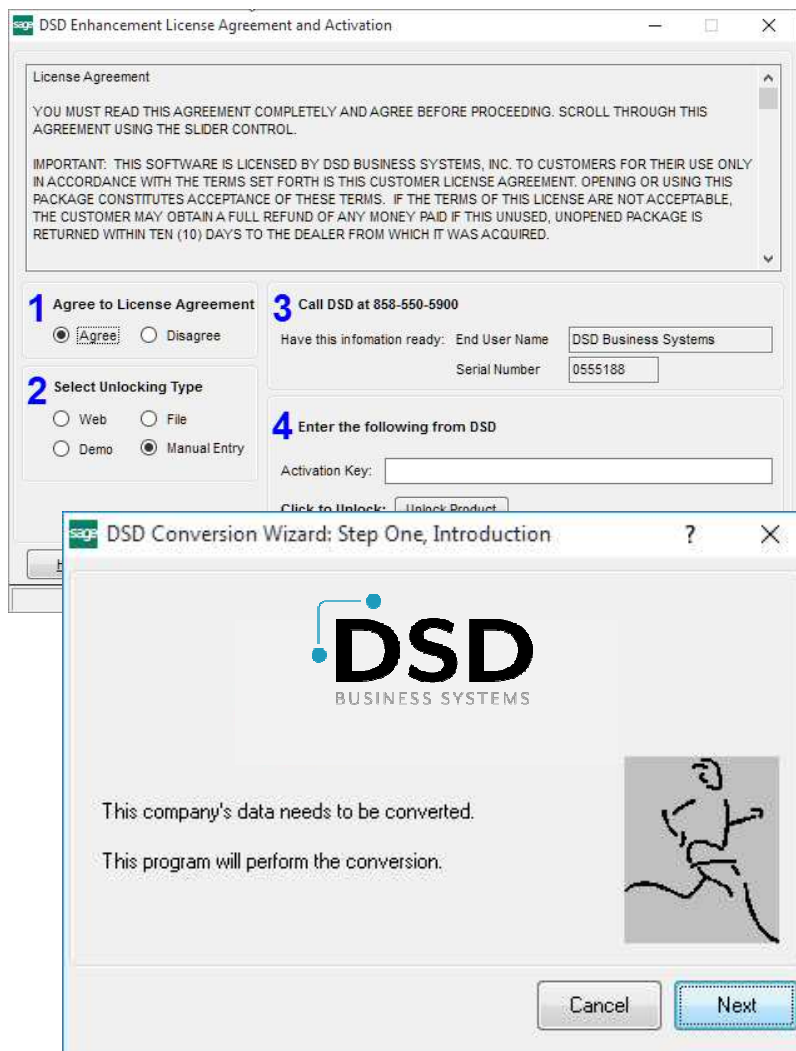 sage DSD Enhancement License Agreement and Activation
License Agreement
YOU MUST READ THIS AGREEMENT COMPLETELY AND AGREE BEFORE PROCEEDING. SCROLL THROUGH THIS
AGREEMENT USING THE SLIDER CONTROL.
IMPORTANT: THIS SOFTWARE IS LICENSED BY DSD BUSINESS SYSTEMS, INC. TO CUSTOMERS FOR THEIR USE ONLY
IN ACCORDANCE WITH THE TERMS SET FORTH IS THIS CUSTOMER LICENSE AGREEMENT. OPENING OR USING THIS
PACKAGE CONSTITUTES ACCEPTANCE OF THESE TERMS. IF THE TERMS OF THIS LICENSE ARE NOT ACCEPTABLE,
THE CUSTOMER MAY OBTAIN A FULL REFUND OF ANY MONEY PAID IF THIS UNUSED, UNOPENED PACKAGE IS
RETURNED WITHIN TEN (10) DAYS TO THE DEALER FROM WHICH IT WAS ACQUIRED.
1 Agree to License Agreement
Agree Disagree
2 Select Unlocking Type
Web File
Demo Manual Entry
3 Call DSD at 858-550-5900
Have this infomation ready: End User Name DSD Business Systems
Serial Number 0555188
4 Enter the following from DSD
Activation Key:
Click to Unlock: Unlock Product
sage DSD Conversion Wizard: Step One, Introduction ?
DSD
BUSINESS SYSTEMS
This company's data needs to be converted.
This program will perform the conversion.
Cancel Next